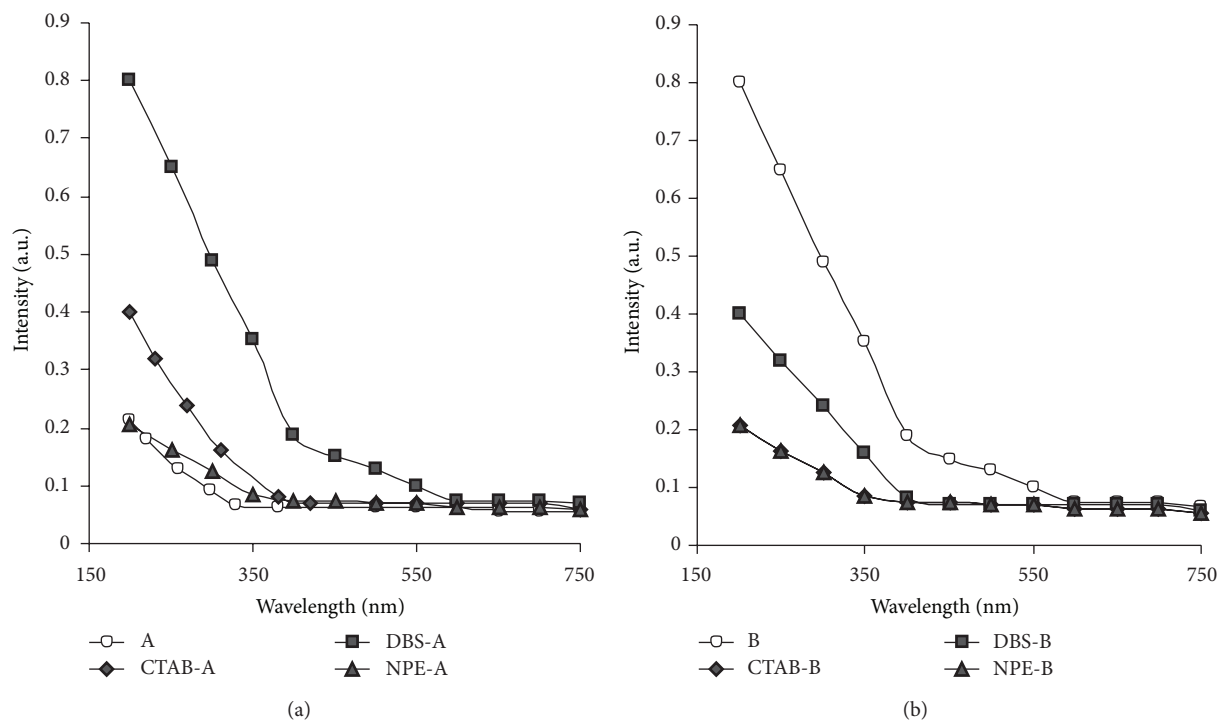 0.9
0.8
0.7
0.6
0.5
0.4
0.3
0.2
0.1
0
Intensity (a.u.)
150 350 550 750
Wavelength (nm)
A DBS-A
CTAB-A NPE-A
(a)
0.9
0.8
0.7
0.6
0.5
0.4
0.3
0.2
0.1
0
Intensity (a.u.)
150 350 550 750
Wavelength (nm)
B DBS-B
CTAB-B NPE-B
(b)